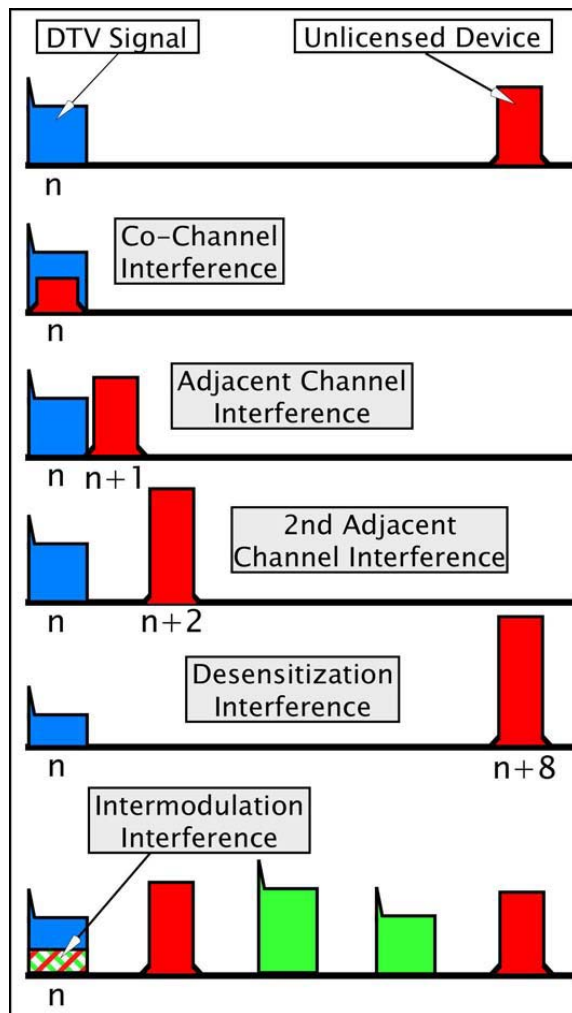 DTV Signal
Unlicensed Device
n
Co-Channel
Interference
n
Adjacent Channel
Interference
n
n+1
2nd Adjacent
Channel Interference
n
n+2
Desensitization
Interference
n
n+8
Intermodulation
Interference
n